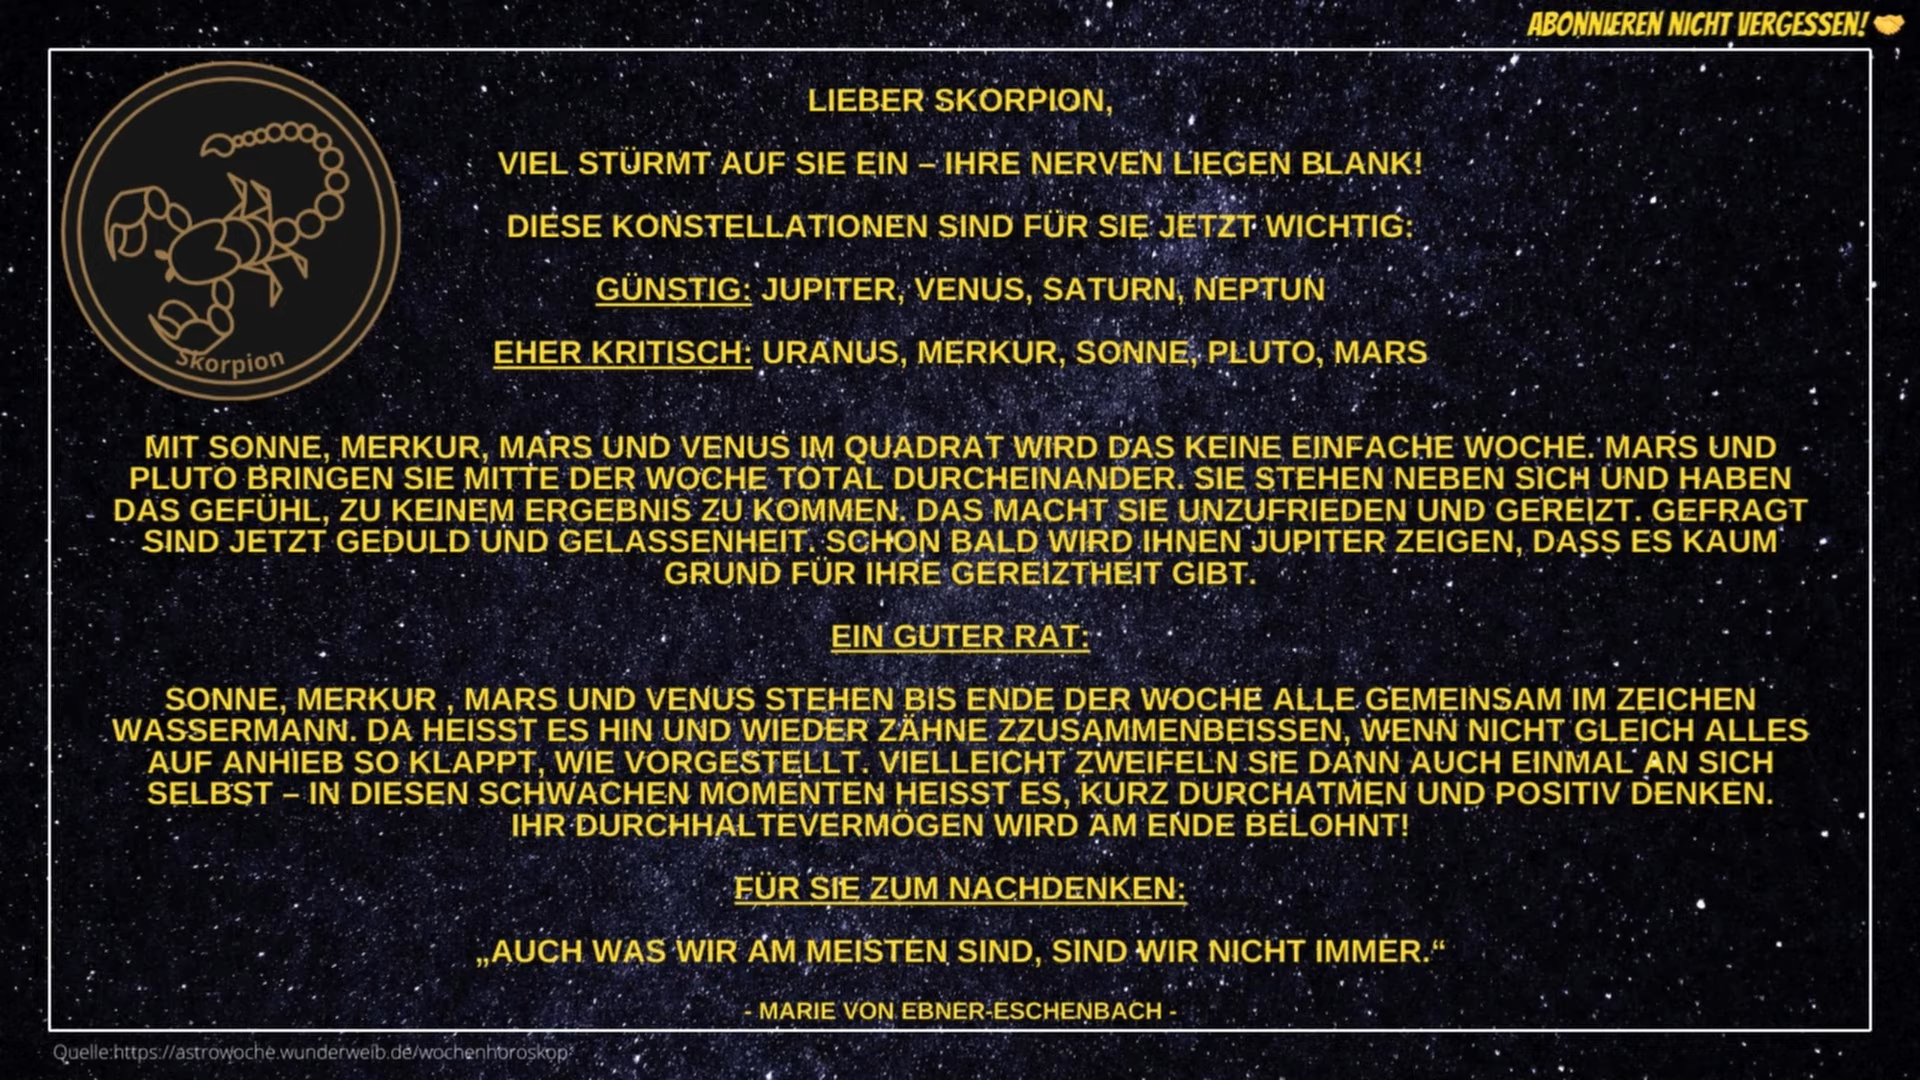 ABONNIEREN NICHT VERGESSEN!
LIEBER SKORPION,
VIEL STÜRMT AUF SIE EIN – IHRE NERVEN LIEGEN BLANK!
DIESE KONSTELLATIONEN SIND FÜR SIE JETZT WICHTIG:
GÜNSTIG: JUPITER, VENUS, SATURN, NEPTUN
EHER KRITISCH: URANUS, MERKUR, SONNE, PLUTO, MARS
Skorpion
MIT SONNE, MERKUR, MARS UND VENUS IM QUADRAT WIRD DAS KEINE EINFACHE WOCHE. MARS UND
PLUTO BRINGEN SIE MITTE DER WOCHE TOTAL DURCHEINANDER. SIE STEHEN NEBEN SICH UND HABEN
DAS GEFÜHL, ZU KEINEM ERGEBNIS ZU KOMMEN. DAS MACHT SIE UNZUFRIEDEN UND GEREIZT. GEFRAGT
SIND JETZT GEDULD UND GELASSENHEIT. SCHON BALD WIRD IHNEN JUPITER ZEIGEN, DASS ES KAUM
GRUND FÜR IHRE GEREIZTHEIT GIBT.
EIN GUTER RAT:
SONNE, MERKUR , MARS UND VENUS STEHEN BIS ENDE DER WOCHE ALLE GEMEINSAM IM ZEICHEN
WASSERMANN. DA HEISST ES HIN UND WIEDER ZÄHNE ZZUSAMMENBEISSEN, WENN NICHT GLEICH ALLES
AUF ANHIEB SO KLAPPT, WIE VORGESTELLT. VIELLEICHT ZWEIFELN SIE DANN AUCH EINMAL AN SICH
SELBST – IN DIESEN SCHWACHEN MOMENTEN HEISST ES, KURZ DURCHATMEN UND POSITIV DENKEN.
IHR DURCHHALTEVERMÖGEN WIRD AM ENDE BELOHNT!
FÜR SIE ZUM NACHDENKEN:
„AUCH WAS WIR AM MEISTEN SIND, SIND WIR NICHT IMMER.“
- MARIE VON EBNER-ESCHENBACH -
Quelle:https://astrowoche.wunderweib.de/wochenhoroskop